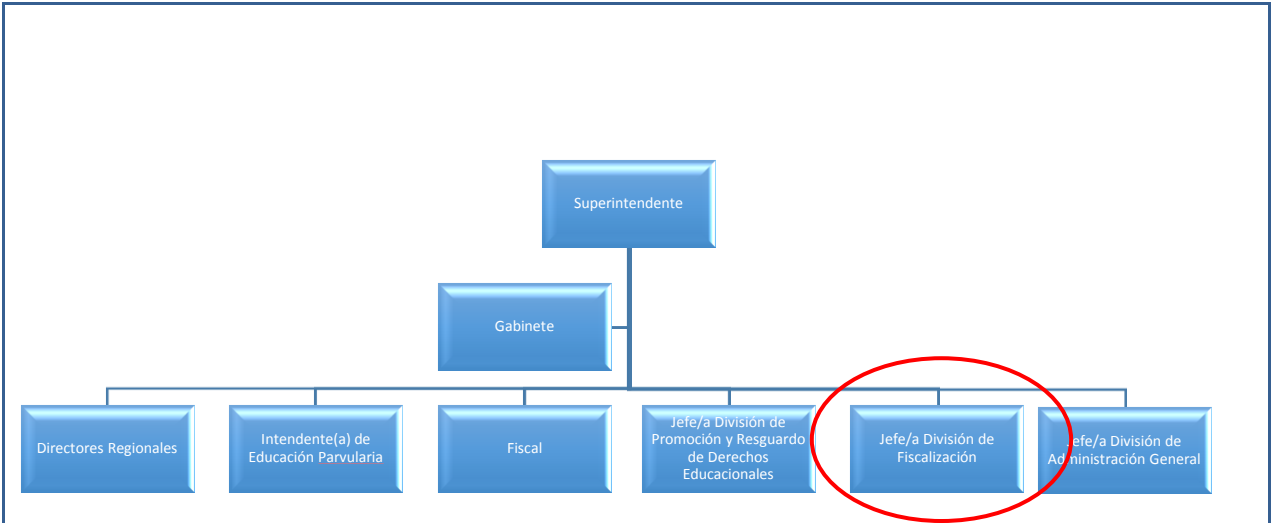 Superintendente
Gabinete
Directores Regionales
Intendente(a) de
Educación Parvularia
Fiscal
Jefe/a División de
Promoción y Resguardo
de Derechos
Educacionales
Jefe/a División de
Fiscalización
Jefe/a División de
Administración General